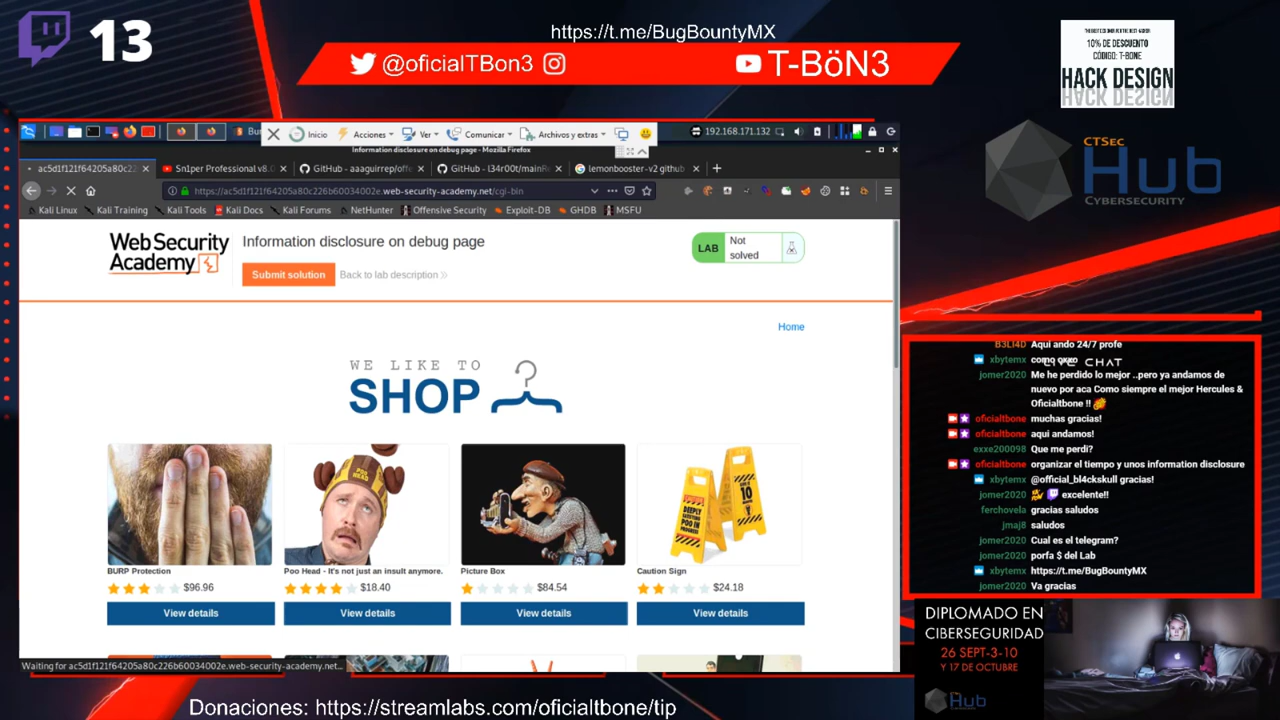 13
https://t.me/BugBountyMX
@oficialTBon3
T-BöN3
10% DE DESCUENTO
CÓDIGO: T-BONE
HACK DESIGN
CTSec
Hub
CYBERSECURITY
Inicio
Acciones
Ver
Comunicar
Archivos y extras
192.168.171.132
Information disclosure on debug page - Mozilla Firefox
ac5d1f121f64205a80c22
Sn1per Professional v8.0
GitHub - aaaguirrep/offe
GitHub - l34r00t/mainRe
lemonbooster-v2 github
https://ac5d1f121f64205a80c226b60034002e.web-security-academy.net/cgi-bin
Kali Linux
Kali Training
Kali Tools
Kali Docs
Kali Forums
NetHunter
Offensive Security
Exploit-DB
GHDB
MSFU
WebSecurity
Academy
Information disclosure on debug page
Submit solution
Back to lab description
LAB
Not
solved
Home
WE LIKE TO
SHOP
BURP Protection
$96.96
View details
POO HEAD
Poo Head - It's not just an insult anymore.
$18.40
View details
Picture Box
$84.54
View details
Caution Sign
$24.18
View details
Waiting for ac5d1f121f64205a80c226b60034002e.web-security-academy.net...
LIVE CHAT
B3LI4D Aqui ando 24/7 profe
xbytemx como
jomer2020 Me he perdido lo mejor ..pero ya andamos de
nuevo por aca Como siempre el mejor Hercules &
Oficialtbone !!
oficialtbone muchas gracias!
oficialtbone aqui andamos!
exxe200098 Que me perdi?
oficialtbone organizar el tiempo y unos information disclosure
xbytemx @official_bl4ckskull gracias!
jomer2020 excelente!!
ferchovela gracias saludos
jmaj8 saludos
jomer2020 Cual es el telegram?
jomer2020 porfa $ del Lab
xbytemx https://t.me/BugBountyMX
jomer2020 Va gracias
DIPLOMADO EN
CIBERSEGURIDAD
26 SEPT-3-10
Y 17 DE OCTUBRE
Hub
Donaciones: https://streamlabs.com/oficialtbone/tip